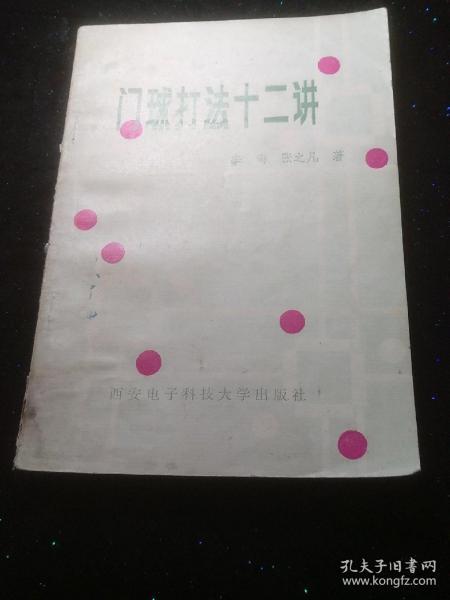 门球打法十二讲
张之凡 著
西安电子科技大学出版社
孔夫子旧书网
www.kongfz.com